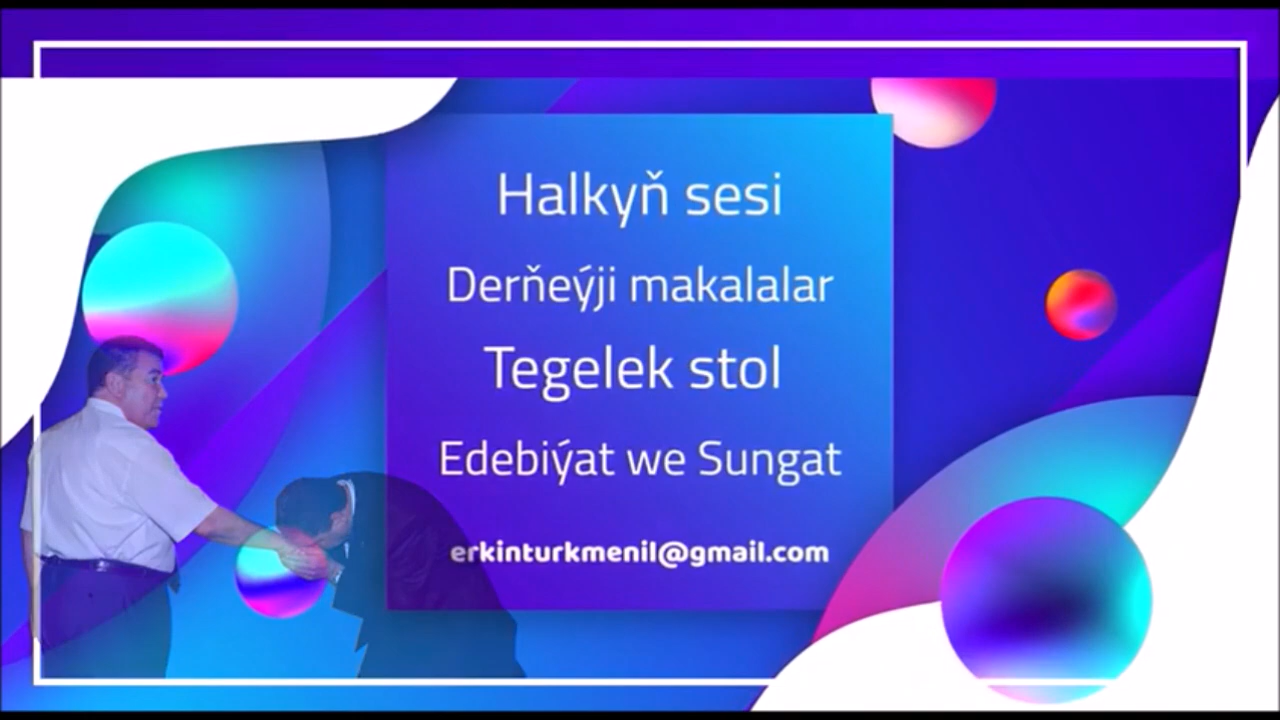 Halkyň sesi
Derňeýji makalalar
Tegelek stol
Edebiýat we Sungat
erkinturkmenil@gmail.com